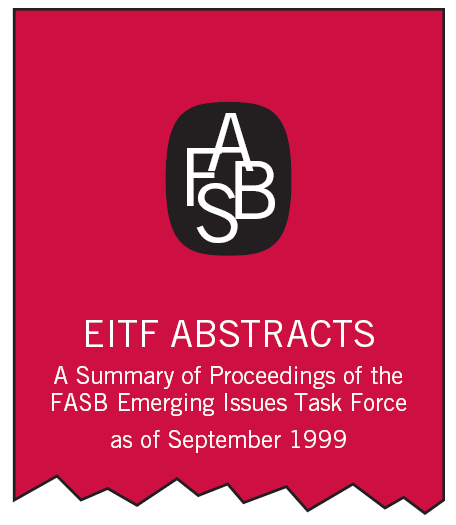 FASB
EITF ABSTRACTS
A Summary of Proceedings of the
FASB Emerging Issues Task Force
as of September 1999